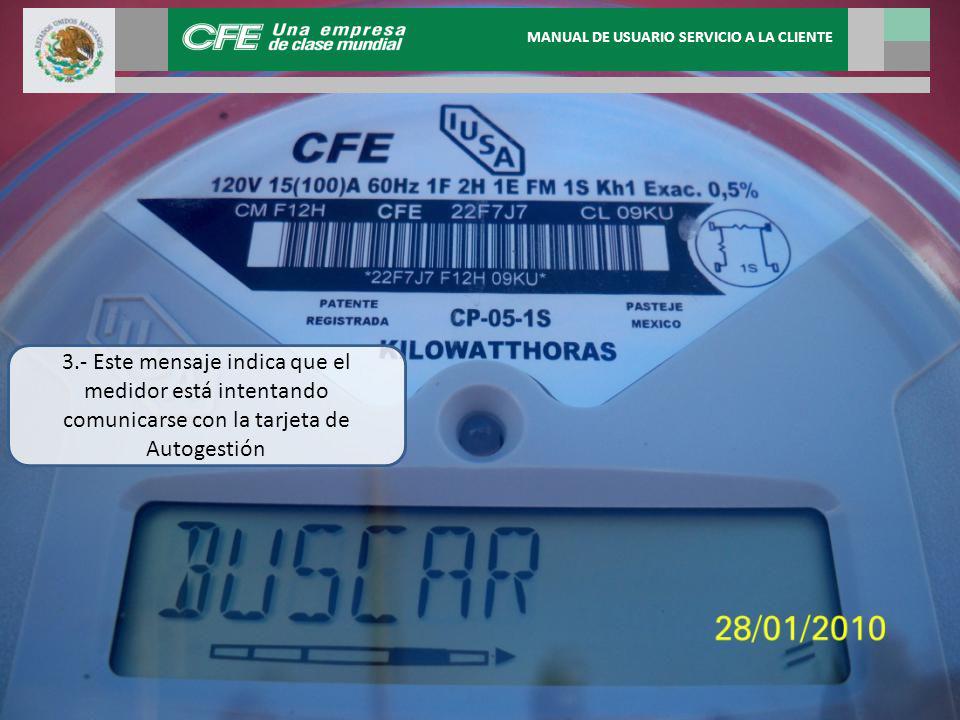 ESTADOS UNIDOS MEXICANOS
CFE Una empresa
de clase mundial
MANUAL DE USUARIO SERVICIO A LA CLIENTE
CFE IUSA
120V 15(100)A 60Hz 1F 2H 1E FM 1S Kh1 Exac. 0,5%
CM F12H CFE 22F7J7 CL 09KU
*22F7J7 F12H 09KU*
1S
PATENTE
REGISTRADA
CP-05-1S
PASTEJE
MEXICO
KILOWATTHORAS
3.- Este mensaje indica que el
medidor está intentando
comunicarse con la tarjeta de
Autogestión
BUSCAR
28/01/2010